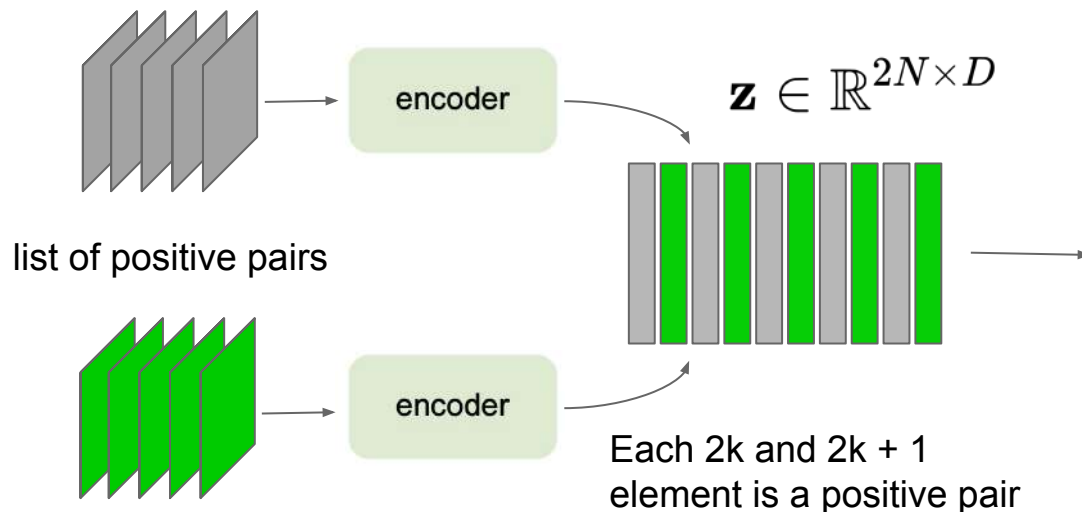 encoder
𝐳 ∈ ℝ^{2N×D}
list of positive pairs
encoder
Each 2k and 2k + 1
element is a positive pair